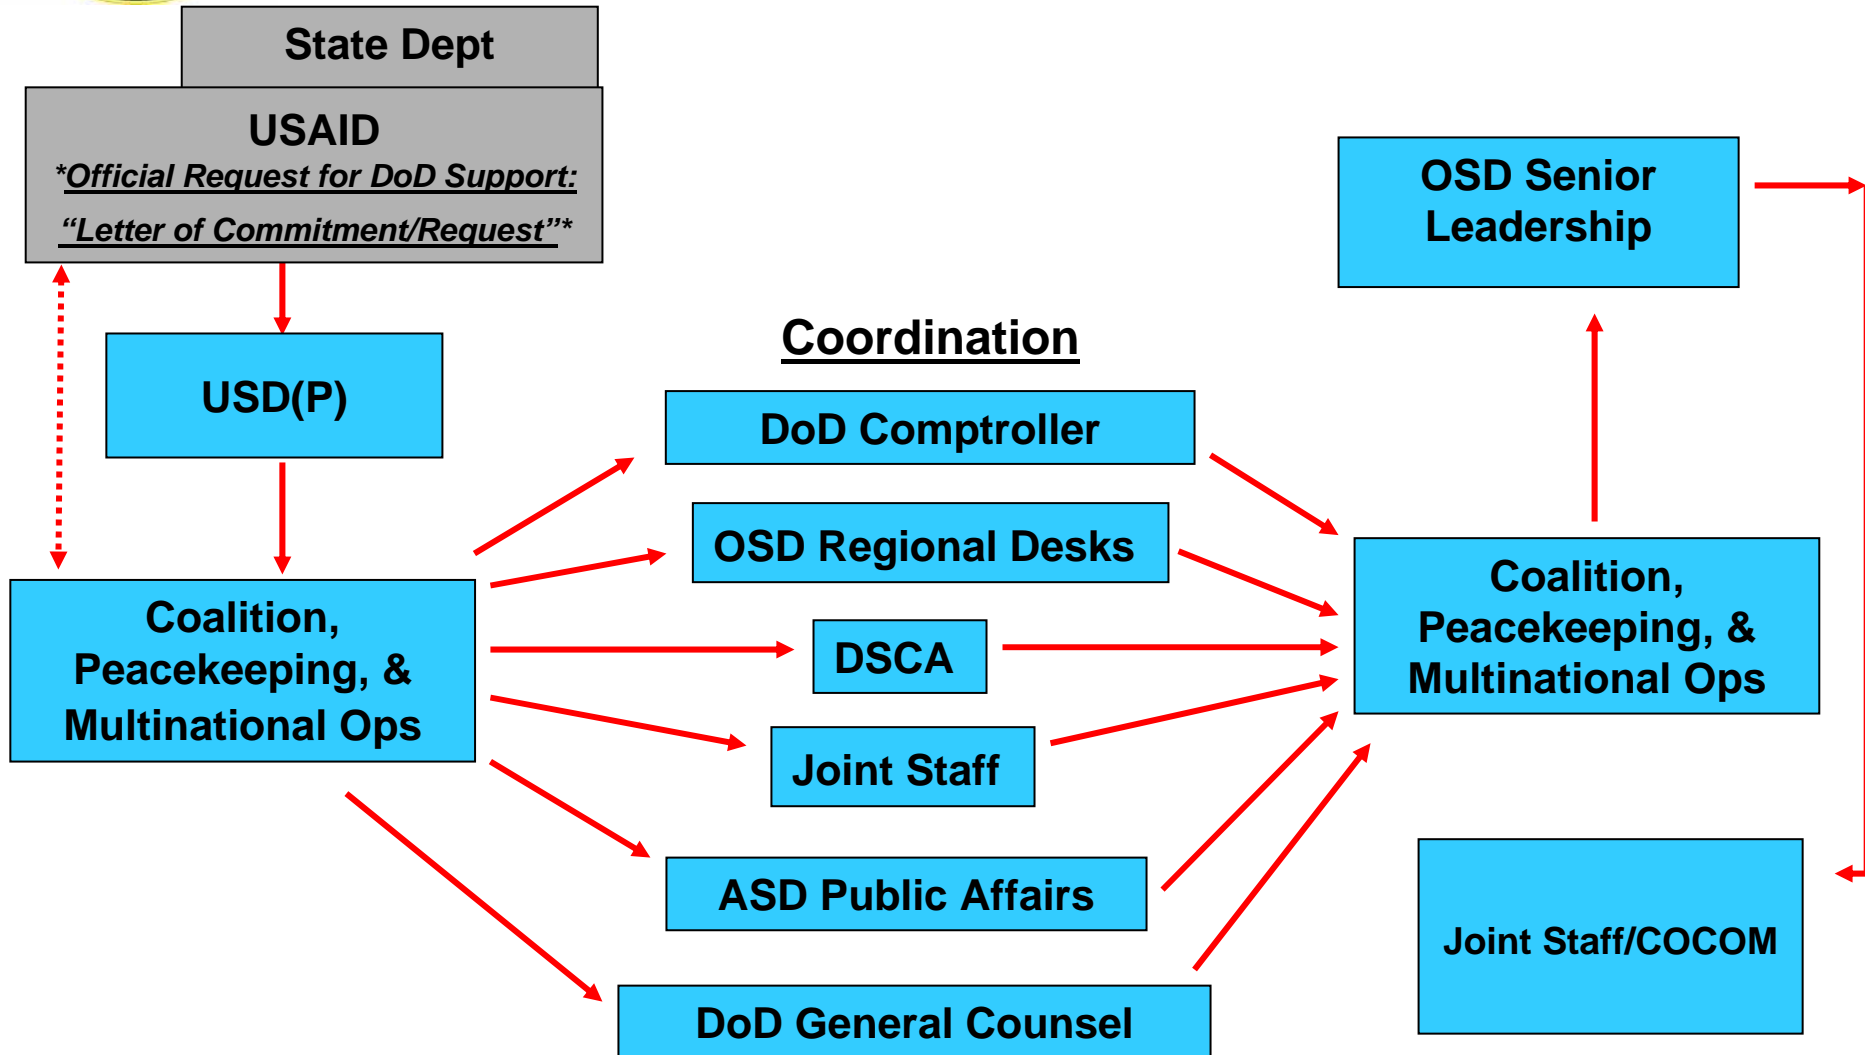 State Dept
USAID
*Official Request for DoD Support:
“Letter of Commitment/Request”*
USD(P)
Coalition,
Peacekeeping, &
Multinational Ops
Coordination
DoD Comptroller
OSD Regional Desks
DSCA
Joint Staff
ASD Public Affairs
DoD General Counsel
OSD Senior
Leadership
Coalition,
Peacekeeping, &
Multinational Ops
Joint Staff/COCOM